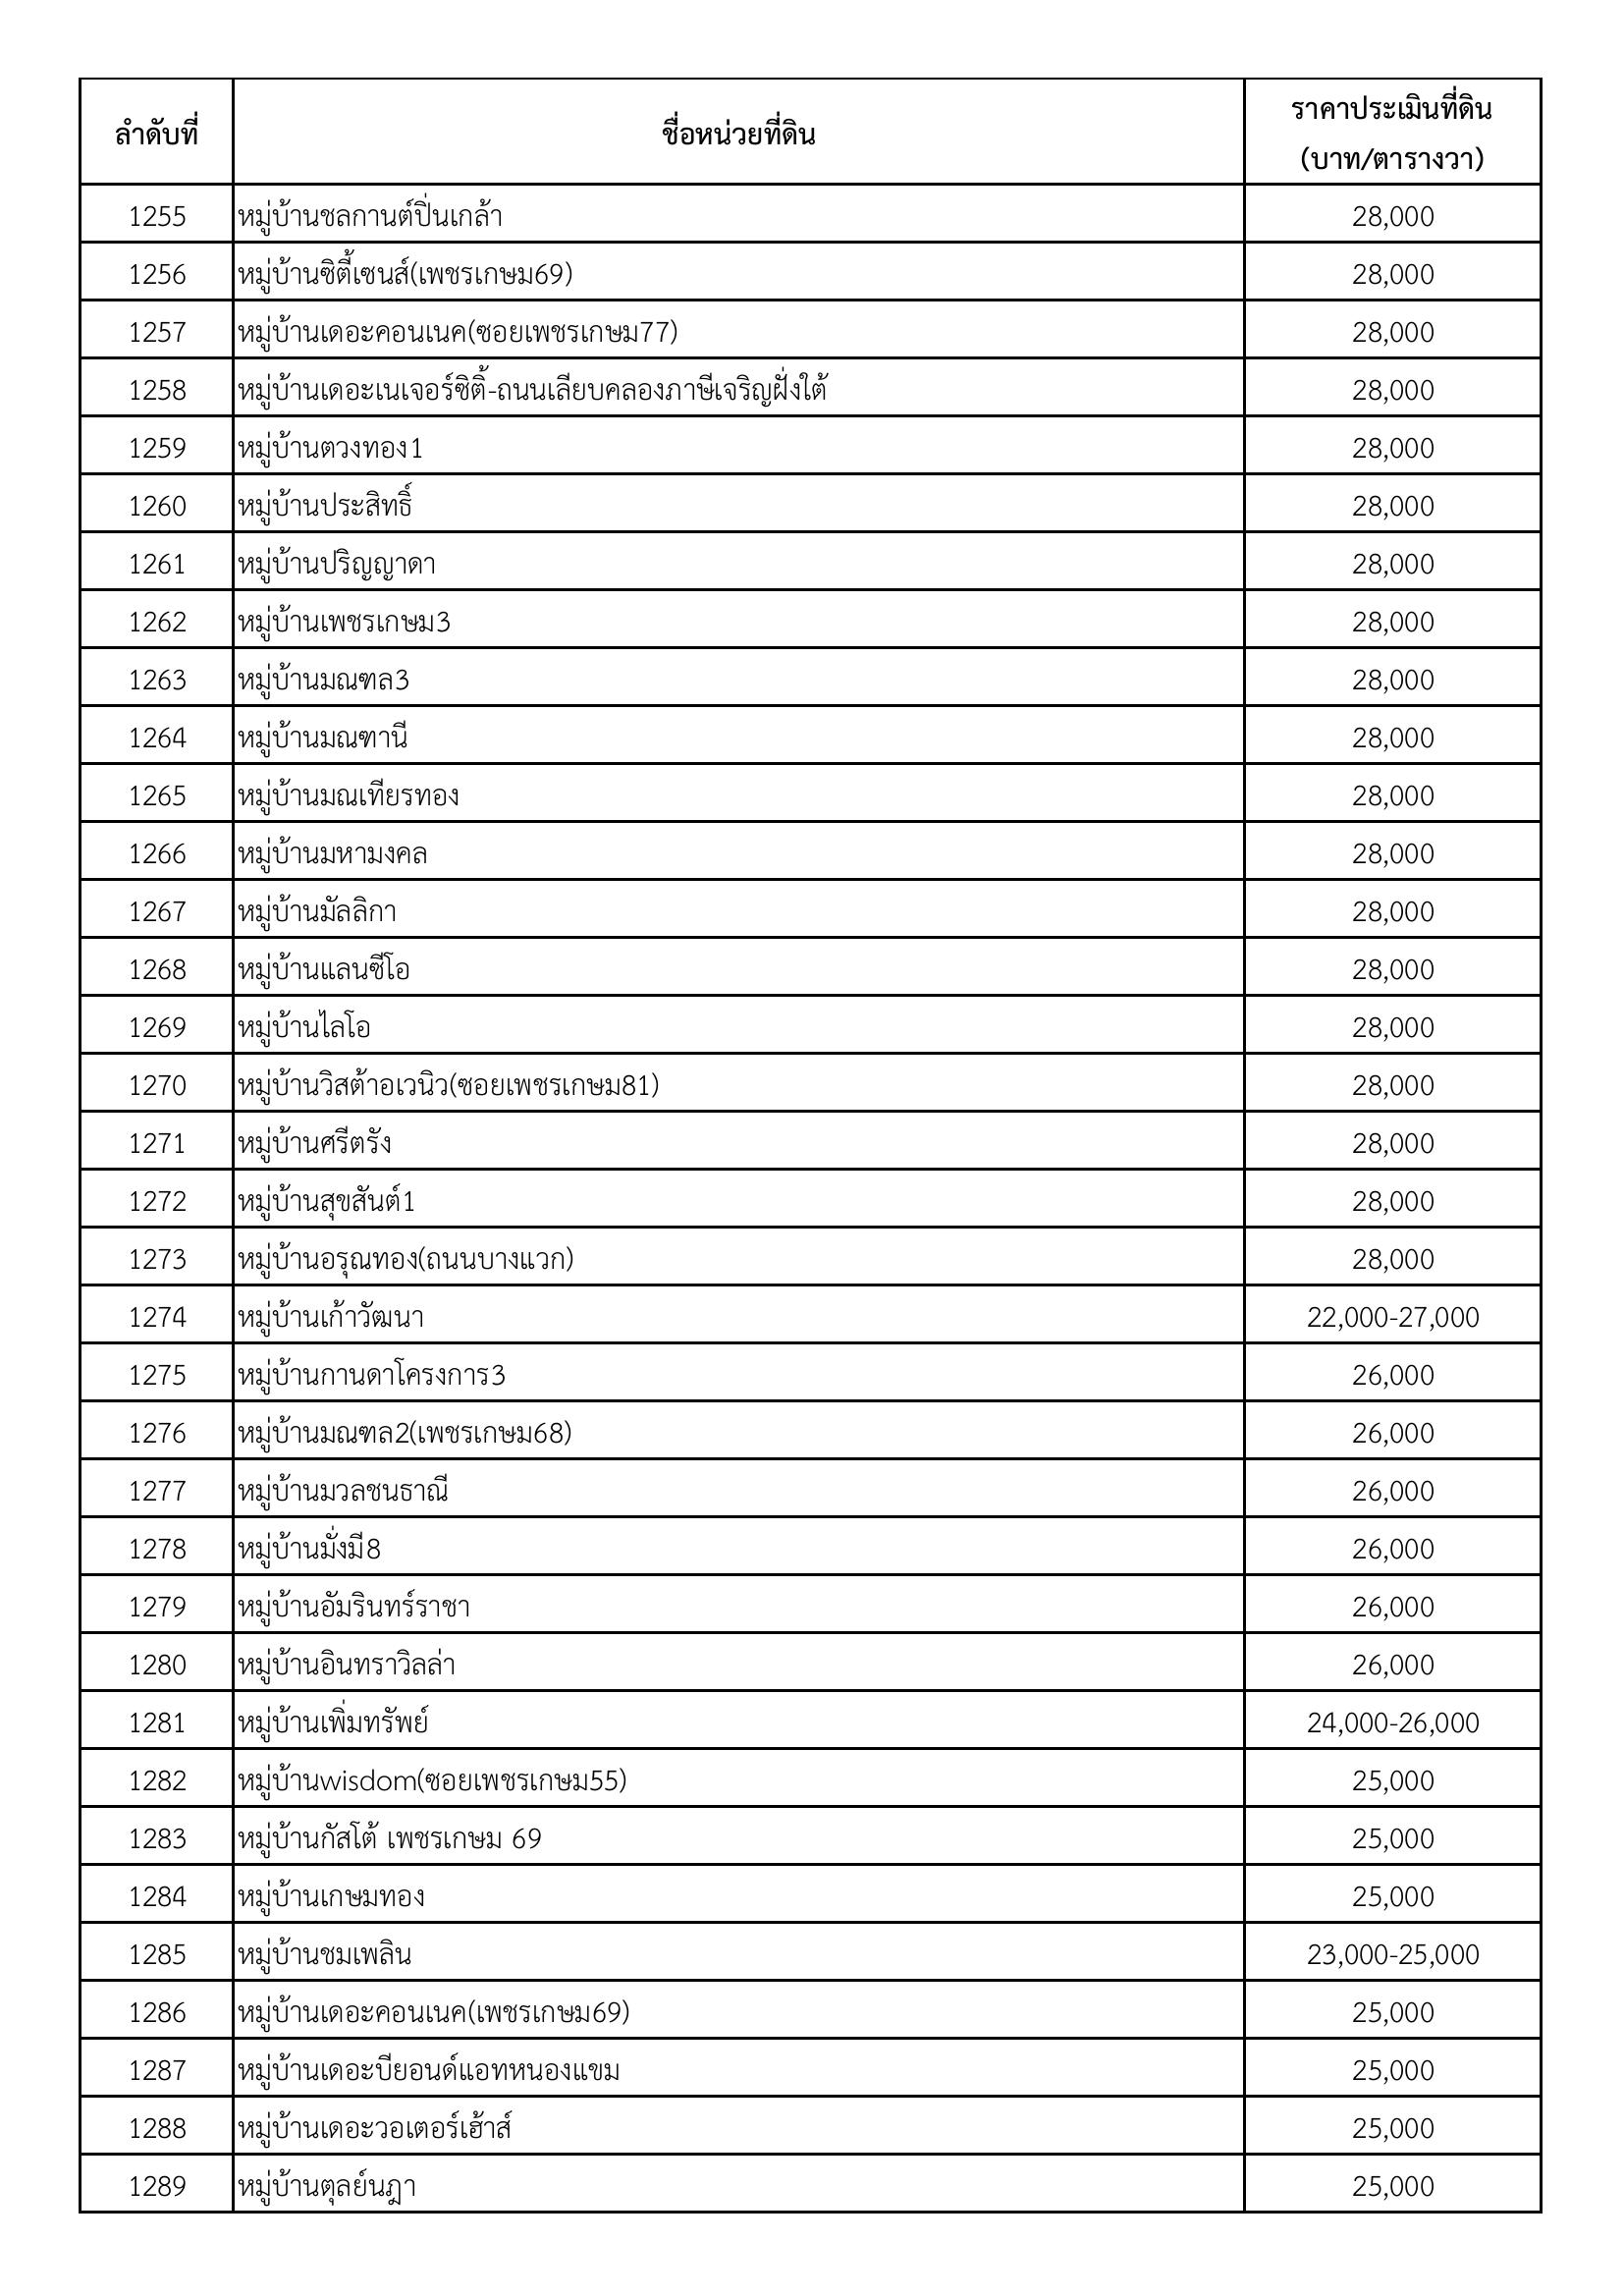 ลำดับที่ ชื่อหน่วยที่ดิน ราคาประเมินที่ดิน
(บาท/ตารางวา)
1255 หมู่บ้านชลกานต์ปิ่นเกล้า 28,000
1256 หมู่บ้านซิตี้เซนส์(เพชรเกษม69) 28,000
1257 หมู่บ้านเดอะคอนเนค(ซอยเพชรเกษม77) 28,000
1258 หมู่บ้านเดอะเนเจอร์ซิติ้-ถนนเลียบคลองภาษีเจริญฝั่งใต้ 28,000
1259 หมู่บ้านตวงทอง1 28,000
1260 หมู่บ้านประสิทธิ์ 28,000
1261 หมู่บ้านปริญญาดา 28,000
1262 หมู่บ้านเพชรเกษม3 28,000
1263 หมู่บ้านมณฑล3 28,000
1264 หมู่บ้านมณฑานี 28,000
1265 หมู่บ้านมณเทียรทอง 28,000
1266 หมู่บ้านมหามงคล 28,000
1267 หมู่บ้านมัลลิกา 28,000
1268 หมู่บ้านแลนซีโอ 28,000
1269 หมู่บ้านไลโอ 28,000
1270 หมู่บ้านวิสต้าอเวนิว(ซอยเพชรเกษม81) 28,000
1271 หมู่บ้านศรีตรัง 28,000
1272 หมู่บ้านสุขสันต์1 28,000
1273 หมู่บ้านอรุณทอง(ถนนบางแวก) 28,000
1274 หมู่บ้านเก้าวัฒนา 22,000-27,000
1275 หมู่บ้านกานดาโครงการ3 26,000
1276 หมู่บ้านมณฑล2(เพชรเกษม68) 26,000
1277 หมู่บ้านมวลชนธาณี 26,000
1278 หมู่บ้านมั่งมี8 26,000
1279 หมู่บ้านอัมรินทร์ราชา 26,000
1280 หมู่บ้านอินทราวิลล่า 26,000
1281 หมู่บ้านเพิ่มทรัพย์ 24,000-26,000
1282 หมู่บ้านwisdom(ซอยเพชรเกษม55) 25,000
1283 หมู่บ้านกัสโต้ เพชรเกษม 69 25,000
1284 หมู่บ้านเกษมทอง 25,000
1285 หมู่บ้านชมเพลิน 23,000-25,000
1286 หมู่บ้านเดอะคอนเนค(เพชรเกษม69) 25,000
1287 หมู่บ้านเดอะบียอนด์แอทหนองแขม 25,000
1288 หมู่บ้านเดอะวอเตอร์เฮ้าส์ 25,000
1289 หมู่บ้านตุลย์นฎา 25,000